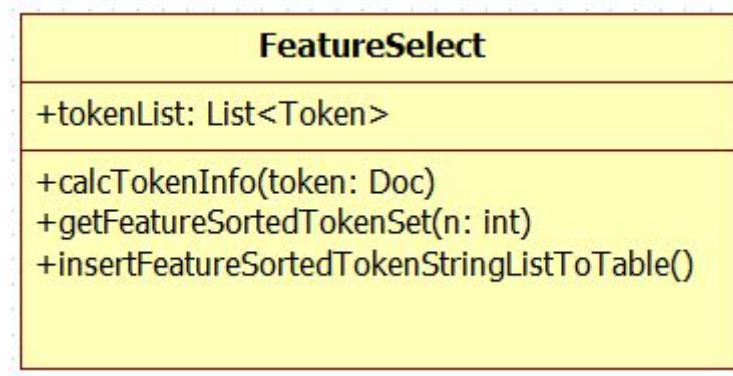 FeatureSelect
+tokenList: List<Token>
+calcTokenInfo(token: Doc)
+getFeatureSortedTokenSet(n: int)
+insertFeatureSortedTokenStringListToTable()